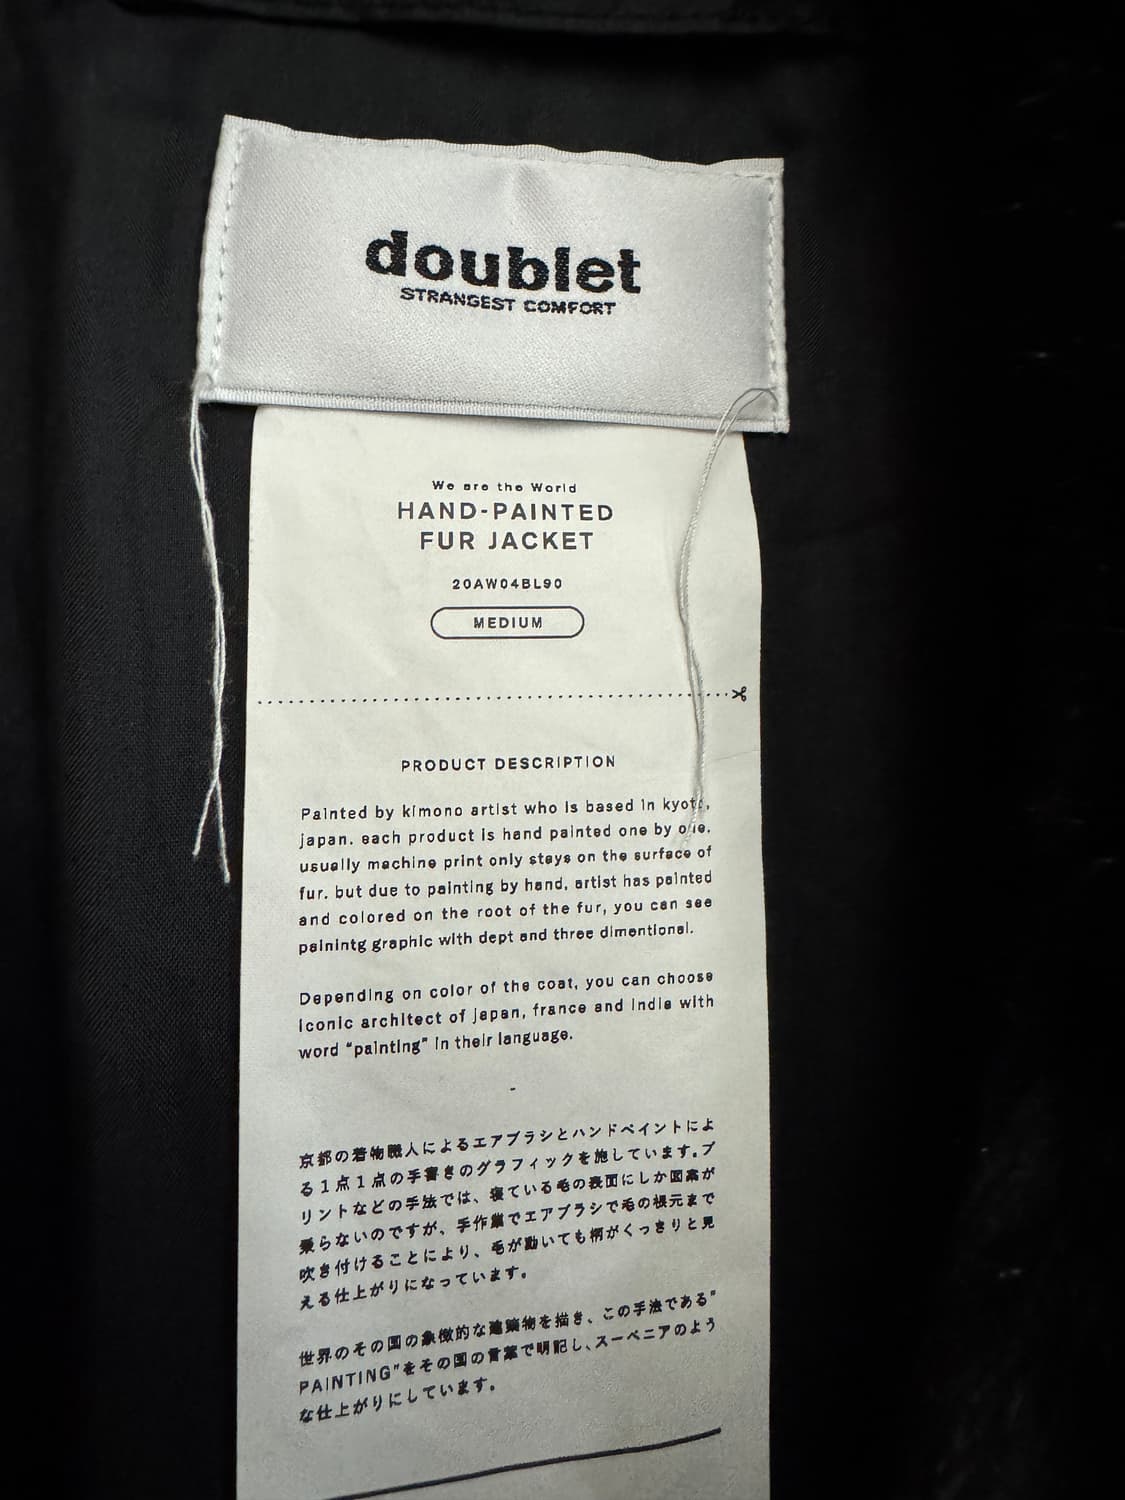 doublet
STRANGEST COMFORT
We are the World
HAND-PAINTED
FUR JACKET
20AW04BL90
MEDIUM
PRODUCT DESCRIPTION
Painted by kimono artist who is based in kyoto,
japan. each product is hand painted one by one.
usually machine print only stays on the surface of
fur. but due to painting by hand, artist has painted
and colored on the root of the fur, you can see
painintg graphic with dept and three dimentional.
Depending on color of the coat, you can choose
iconic architect of japan, france and india with
word "painting" in their language.
-
京都の着物職人によるエアブラシとハンドペイントによ
る1点1点の手書きのグラフィックを施しています。プ
リントなどの手法では、寝ている毛の表面にしか図案が
乗らないのですが、手作業でエアブラシで毛の根元まで
吹き付けることにより、毛が動いても柄がくっきりと見
える仕上がりになっています。
世界のその国の象徴的な建築物を描き、この手法である"
PAINTING"をその国の言葉で明記し、スーベニアのよう
な仕上がりにしています。